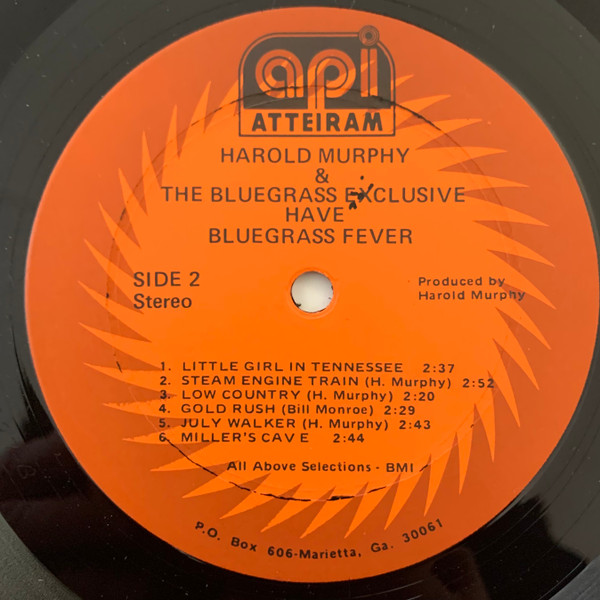 api
ATTEIRAM
HAROLD MURPHY
&
THE BLUEGRASS EXCLUSIVE
HAVE
BLUEGRASS FEVER
SIDE 2
Stereo
Produced by
Harold Murphy
1. LITTLE GIRL IN TENNESSEE 2:37
2. STEAM ENGINE TRAIN (H. Murphy) 2:52
3. LOW COUNTRY (H. Murphy) 2:20
4. GOLD RUSH (Bill Monroe) 2:29
5. JULY WALKER (H. Murphy) 2:43
6. MILLER'S CAVE 2:44
All Above Selections - BMI
P.O. Box 606-Marietta, Ga. 30061